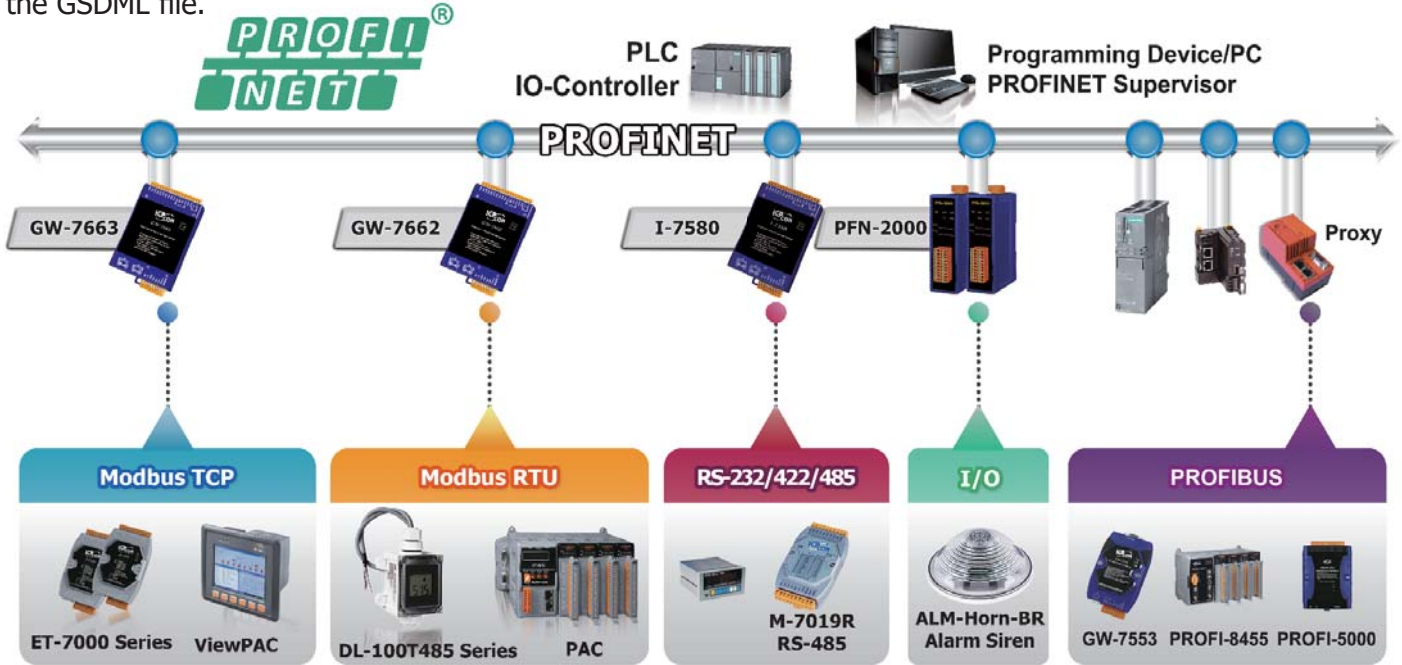 the GSDML file.
PROFI
NET
®
PLC
IO-Controller
Programming Device/PC
PROFINET Supervisor
PROFINET
GW-7663
GW-7662
I-7580
PFN-2000
Proxy
Modbus TCP
Modbus RTU
RS-232/422/485
I/O
PROFIBUS
ET-7000 Series
ViewPAC
DL-100T485 Series
PAC
M-7019R
RS-485
ALM-Horn-BR
Alarm Siren
GW-7553
PROFI-8455
PROFI-5000